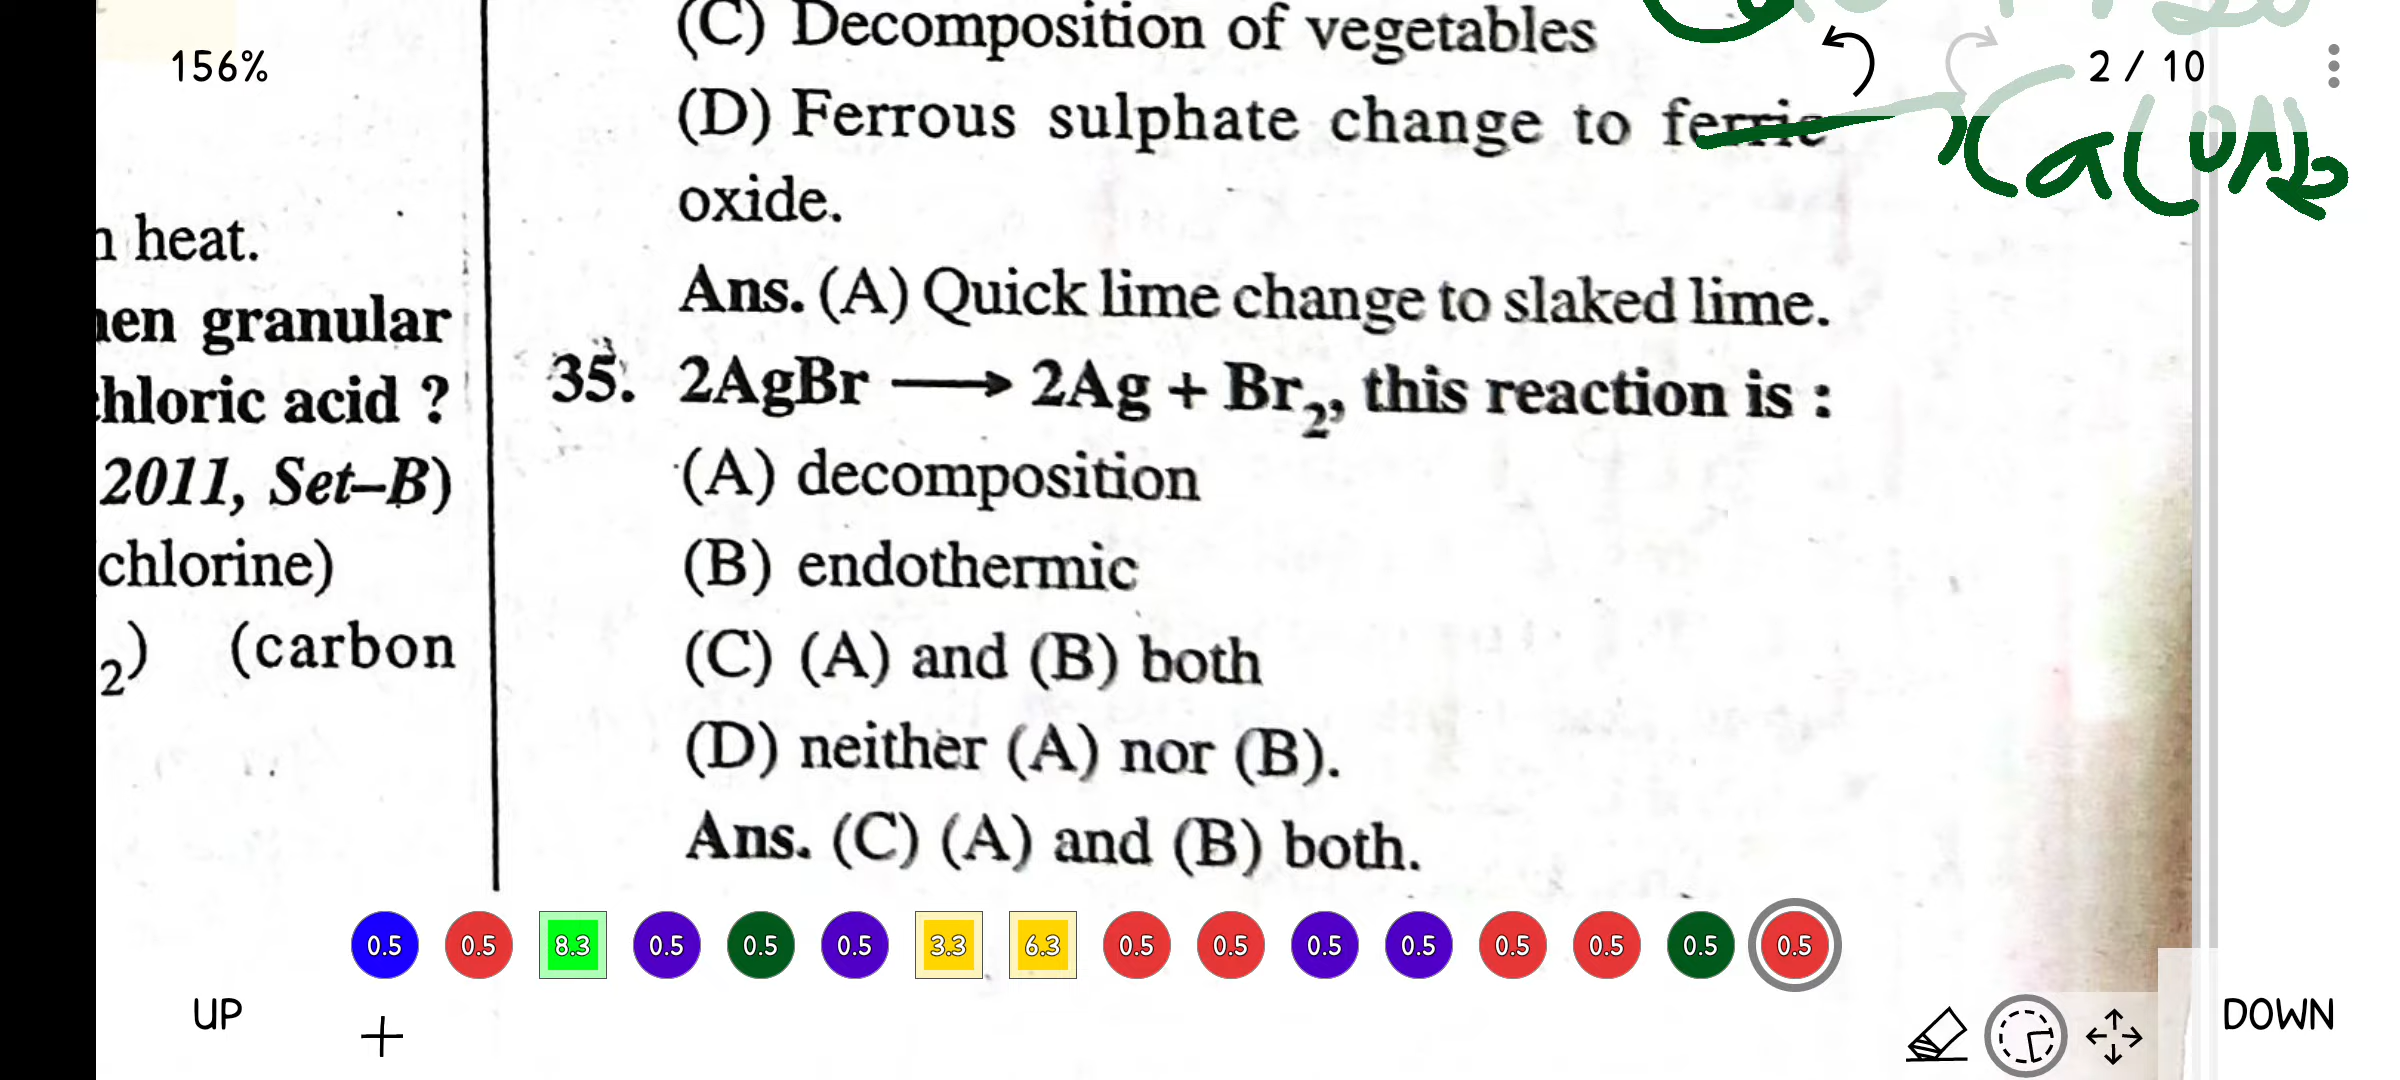 156%
2 / 10
n heat.
hen granular
chloric acid ?
2011, Set–B)
chlorine)
2) (carbon
(C) Decomposition of vegetables
(D) Ferrous sulphate change to ferric
oxide.
Ans. (A) Quick lime change to slaked lime.
35. 2AgBr ⟶ 2Ag + Br₂, this reaction is :
(A) decomposition
(B) endothermic
(C) (A) and (B) both
(D) neither (A) nor (B).
Ans. (C) (A) and (B) both.
0.5 0.5 8.3 0.5 0.5 0.5 3.3 6.3 0.5 0.5 0.5 0.5 0.5 0.5 0.5 0.5
UP
DOWN